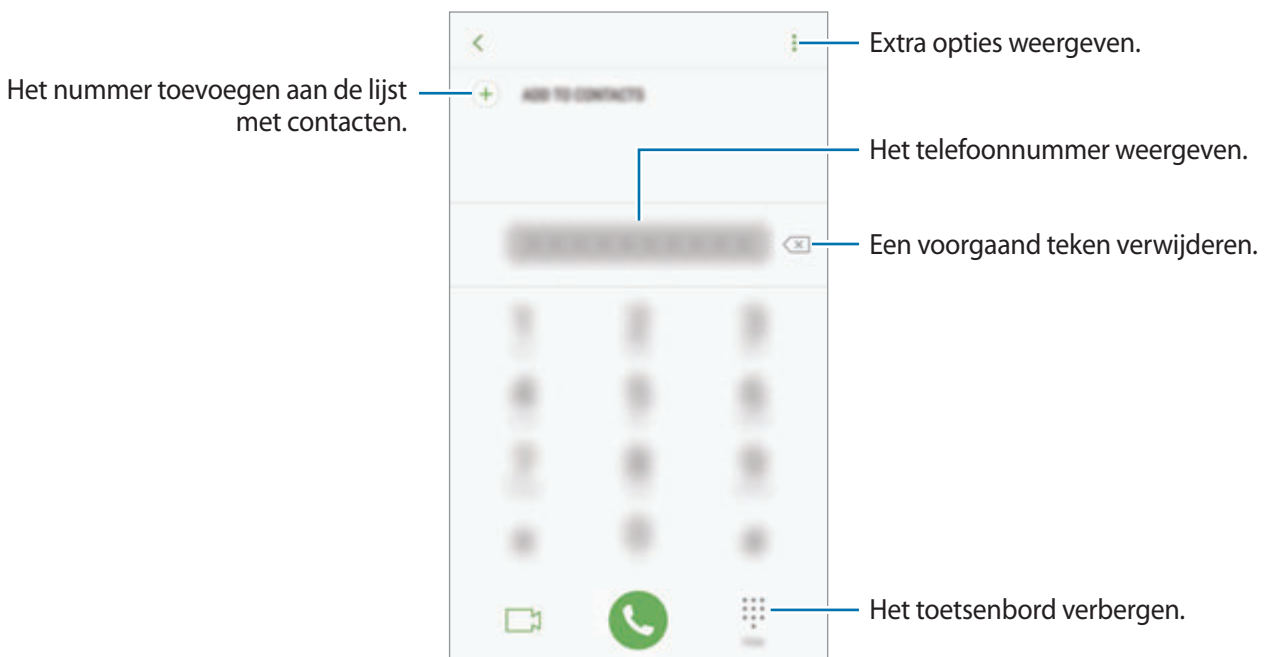 Extra opties weergeven.
Het nummer toevoegen aan de lijst
met contacten.
ADD TO CONTACTS
Het telefoonnummer weergeven.
Een voorgaand teken verwijderen.
Het toetsenbord verbergen.